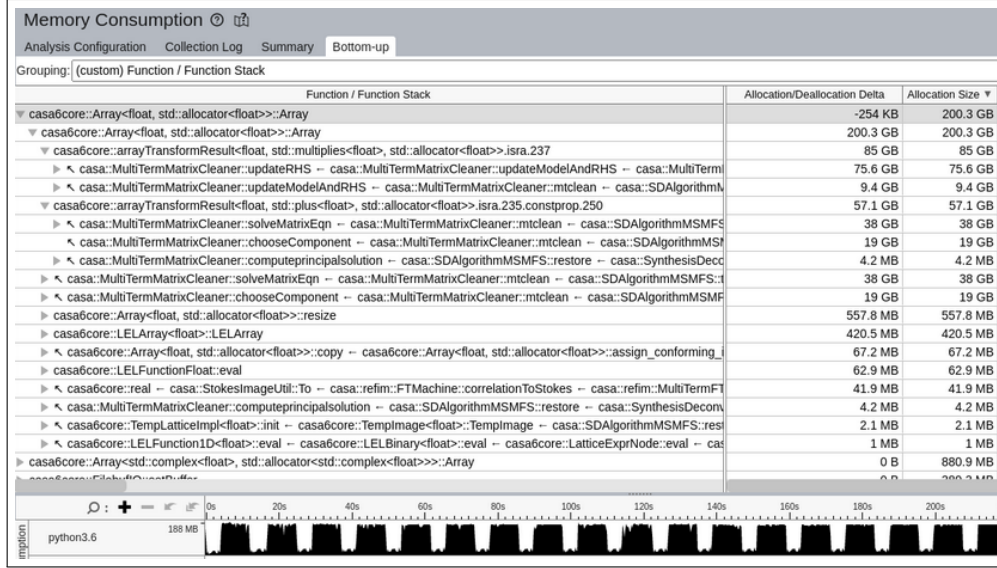 Memory Consumption
Analysis Configuration Collection Log Summary Bottom-up
Grouping: (custom) Function / Function Stack
Function / Function Stack Allocation/Deallocation Delta Allocation Size ▼
casa6core::Array<float, std::allocator<float>>::Array -254 KB 200.3 GB
casa6core::Array<float, std::allocator<float>>::Array 200.3 GB 200.3 GB
casa6core::arrayTransformResult<float, std::multiplies<float>, std::allocator<float>>.isra.237 85 GB 85 GB
↖ casa::MultiTermMatrixCleaner::updateRHS ← casa::MultiTermMatrixCleaner::updateModelAndRHS ← casa::MultiTerm 75.6 GB 75.6 GB
↖ casa::MultiTermMatrixCleaner::updateModelAndRHS ← casa::MultiTermMatrixCleaner::mtclean ← casa::SDAlgorithmM 9.4 GB 9.4 GB
casa6core::arrayTransformResult<float, std::plus<float>, std::allocator<float>>.isra.235.constprop.250 57.1 GB 57.1 GB
↖ casa::MultiTermMatrixCleaner::solveMatrixEqn ← casa::MultiTermMatrixCleaner::mtclean ← casa::SDAlgorithmMSMFS 38 GB 38 GB
↖ casa::MultiTermMatrixCleaner::chooseComponent ← casa::MultiTermMatrixCleaner::mtclean ← casa::SDAlgorithmMS 19 GB 19 GB
↖ casa::MultiTermMatrixCleaner::computeprincipalsolution ← casa::SDAlgorithmMSMFS::restore ← casa::SynthesisDeco 4.2 MB 4.2 MB
↖ casa::MultiTermMatrixCleaner::solveMatrixEqn ← casa::MultiTermMatrixCleaner::mtclean ← casa::SDAlgorithmMSMFS:: 38 GB 38 GB
↖ casa::MultiTermMatrixCleaner::chooseComponent ← casa::MultiTermMatrixCleaner::mtclean ← casa::SDAlgorithmMSMF 19 GB 19 GB
casa6core::Array<float, std::allocator<float>>::resize 557.8 MB 557.8 MB
casa6core::LELArray<float>::LELArray 420.5 MB 420.5 MB
↖ casa6core::Array<float, std::allocator<float>>::copy ← casa6core::Array<float, std::allocator<float>>::assign_conforming_i 67.2 MB 67.2 MB
casa6core::LELFunctionFloat::eval 62.9 MB 62.9 MB
↖ casa6core::real ← casa::StokesImageUtil::To ← casa::refim::FTMachine::correlationToStokes ← casa::refim::MultiTermFT 41.9 MB 41.9 MB
↖ casa::MultiTermMatrixCleaner::computeprincipalsolution ← casa::SDAlgorithmMSMFS::restore ← casa::SynthesisDeconv 4.2 MB 4.2 MB
↖ casa6core::TempLatticeImpl<float>::init ← casa6core::TempImage<float>::TempImage ← casa::SDAlgorithmMSMFS::rest 2.1 MB 2.1 MB
↖ casa6core::LELFunction1D<float>::eval ← casa6core::LELBinary<float>::eval ← casa6core::LatticeExprNode::eval ← cas 1 MB 1 MB
casa6core::Array<std::complex<float>, std::allocator<std::complex<float>>>::Array 0 B 880.9 MB
0s 20s 40s 60s 80s 100s 120s 140s 160s 180s 200s
python3.6 188 MB
mption